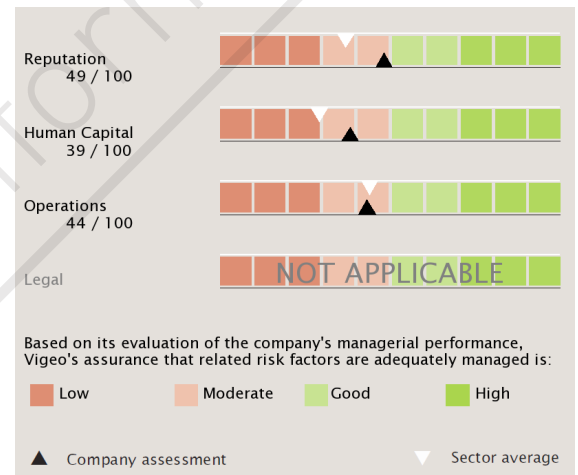 Reputation
49 / 100
Human Capital
39 / 100
Operations
44 / 100
Legal
NOT APPLICABLE
Based on its evaluation of the company's managerial performance,
Vigeo's assurance that related risk factors are adequately managed is:
Low Moderate Good High
Company assessment Sector average